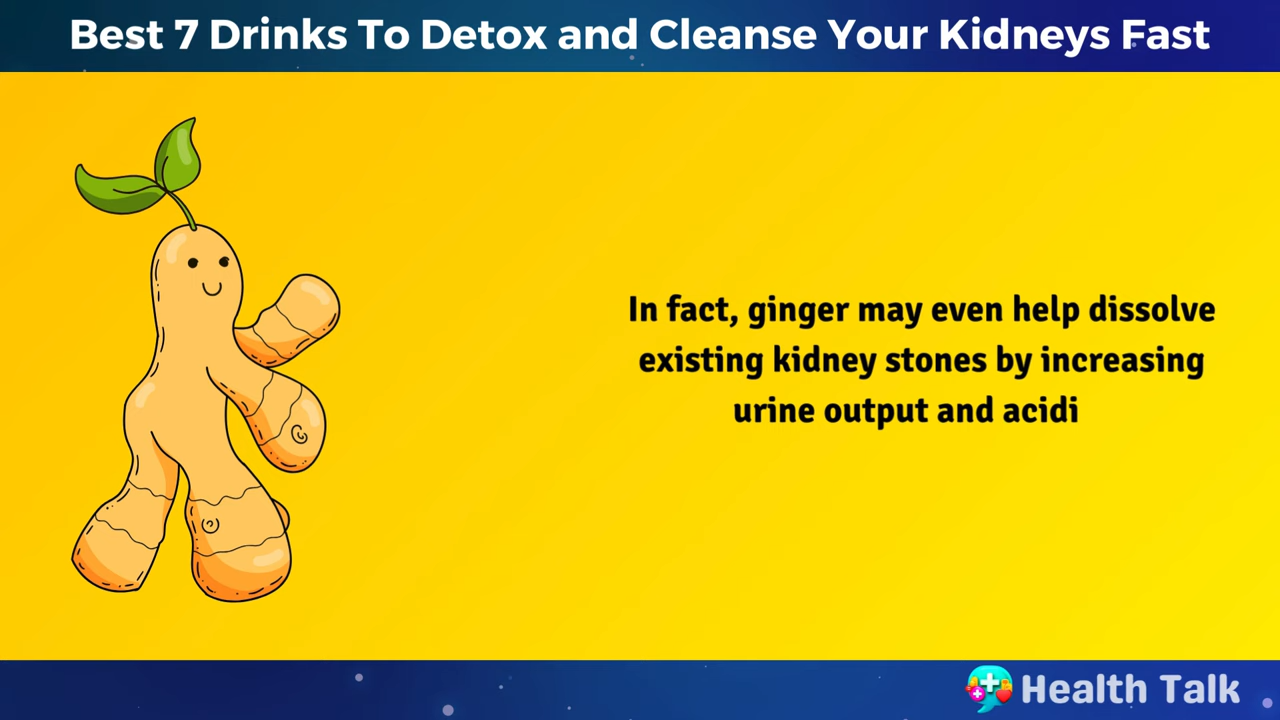 Best 7 Drinks To Detox and Cleanse Your Kidneys Fast
In fact, ginger may even help dissolve
existing kidney stones by increasing
urine output and acidi
Health Talk